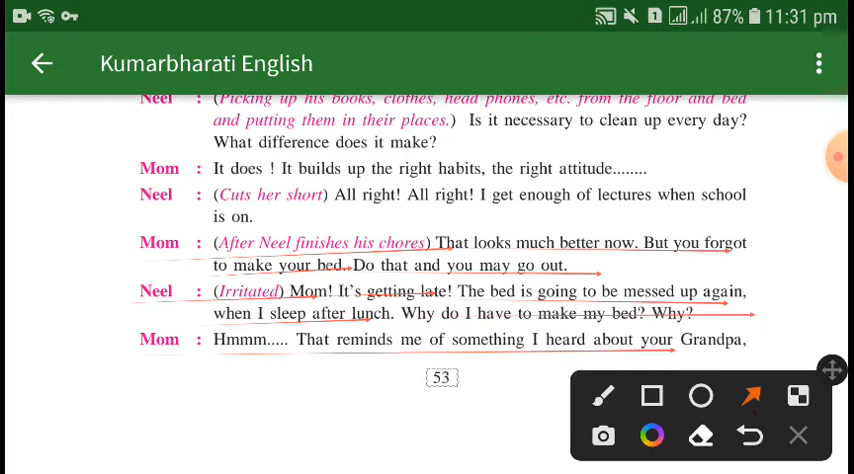 1 87% 11:31 pm
Kumarbharati English
Neel : (Picking up his books, clothes, head phones, etc. from the floor and bed
and putting them in their places.) Is it necessary to clean up every day?
What difference does it make?
Mom : It does ! It builds up the right habits, the right attitude........
Neel : (Cuts her short) All right! All right! I get enough of lectures when school
is on.
Mom : (After Neel finishes his chores) That looks much better now. But you forgot
to make your bed. Do that and you may go out.
Neel : (Irritated) Mom! It's getting late! The bed is going to be messed up again,
when I sleep after lunch. Why do I have to make my bed? Why?
Mom : Hmmm..... That reminds me of something I heard about your Grandpa,
53